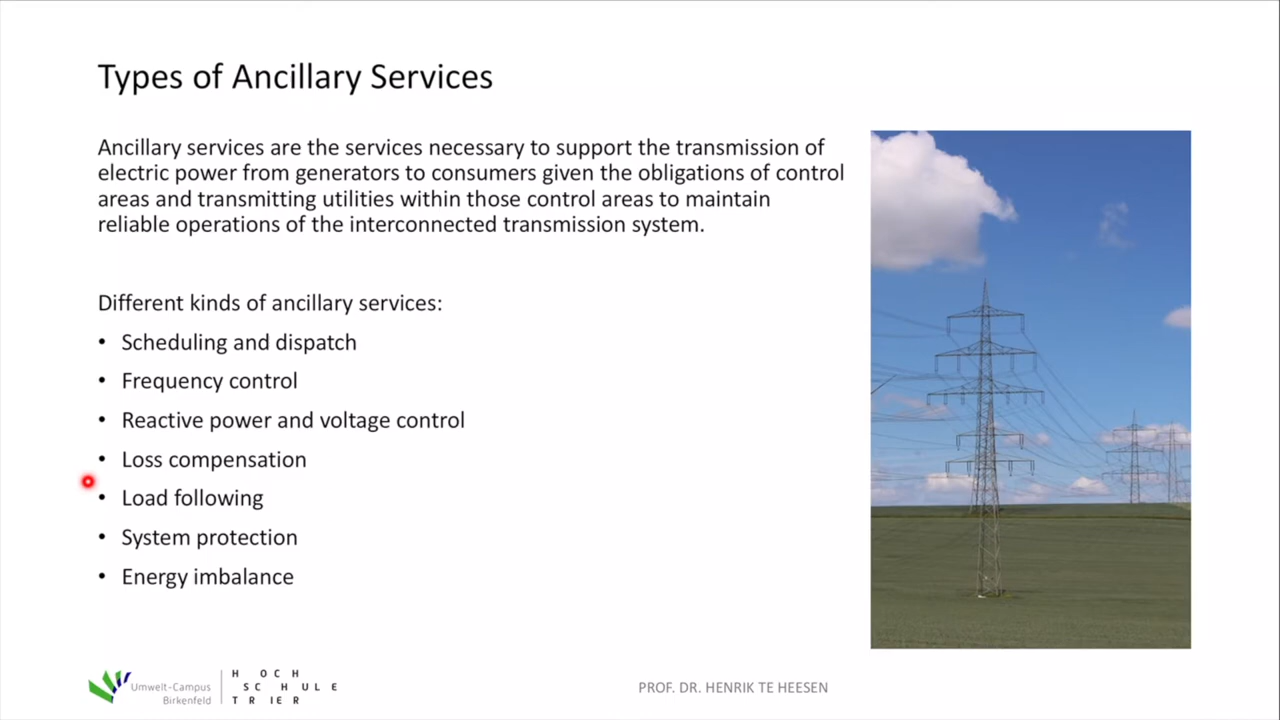 Types of Ancillary Services
Ancillary services are the services necessary to support the transmission of
electric power from generators to consumers given the obligations of control
areas and transmitting utilities within those control areas to maintain
reliable operations of the interconnected transmission system.
Different kinds of ancillary services:
• Scheduling and dispatch
• Frequency control
• Reactive power and voltage control
• Loss compensation
• Load following
• System protection
• Energy imbalance
Umwelt-Campus
Birkenfeld
HOCH
SCHULE
TRIER
PROF. DR. HENRIK TE HEESEN